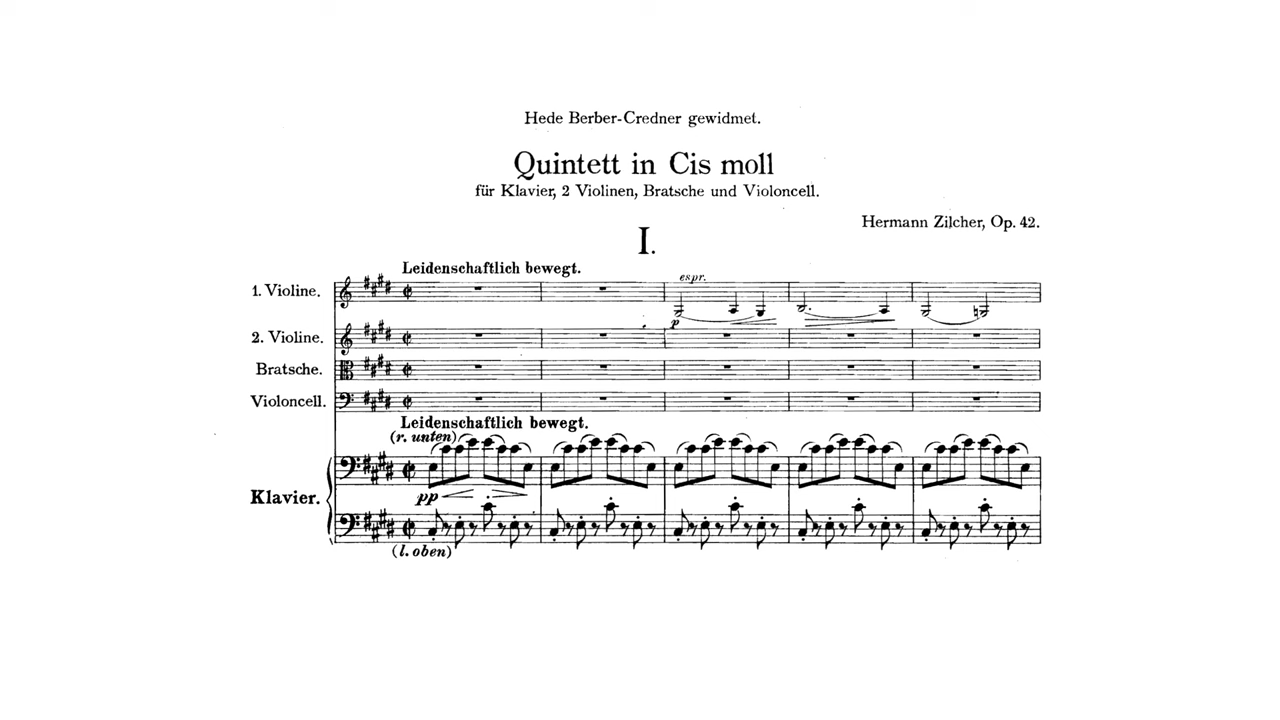 Hede Berber-Credner gewidmet.
Quintett in Cis moll
für Klavier, 2 Violinen, Bratsche und Violoncell.
Hermann Zilcher, Op. 42.
I.
Leidenschaftlich bewegt.
espr.
1. Violine.
p
2. Violine.
Bratsche.
Violoncell.
Leidenschaftlich bewegt.
(r. unten)
Klavier.
pp
(l. oben)